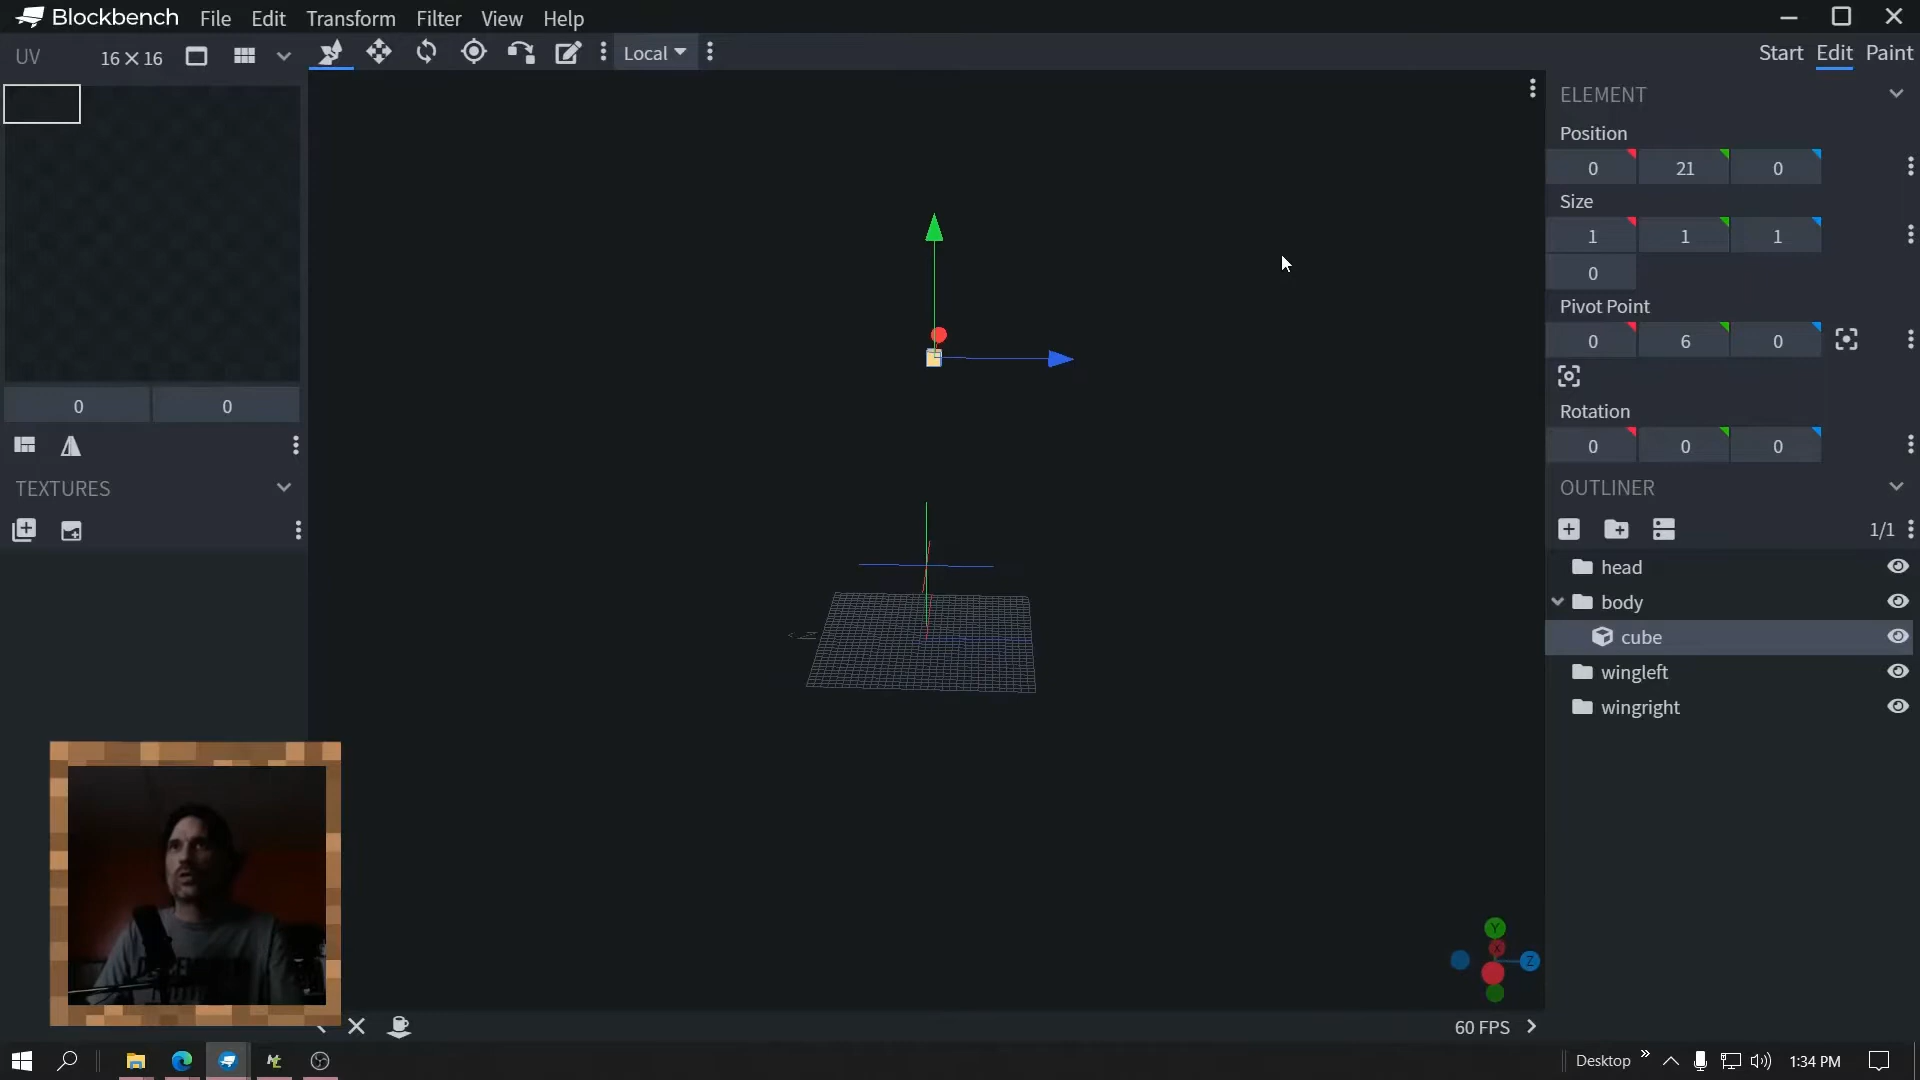 Blockbench File Edit Transform Filter View Help
UV 16×16 Local Start Edit Paint
ELEMENT
Position
0 21 0
Size
1 1 1
0
Pivot Point
0 6 0
Rotation
0 0 0
0 0
TEXTURES
OUTLINER
1/1
head
body
cube
wingleft
wingright
Y
X
Z
60 FPS
Desktop 1:34 PM